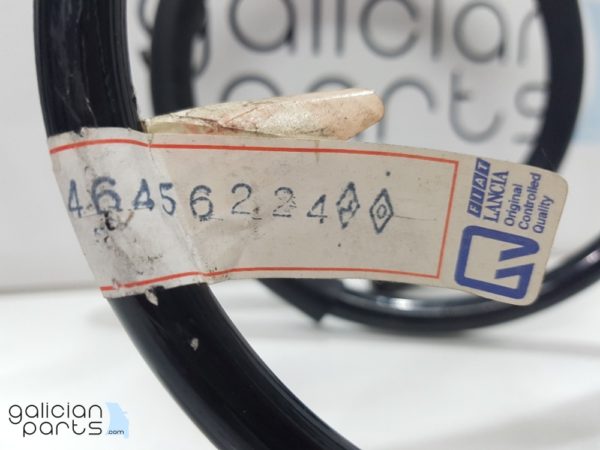 galician
parts
46456224
FIAT
LANCIA
Original
Controlled
Quality
galician
parts.com